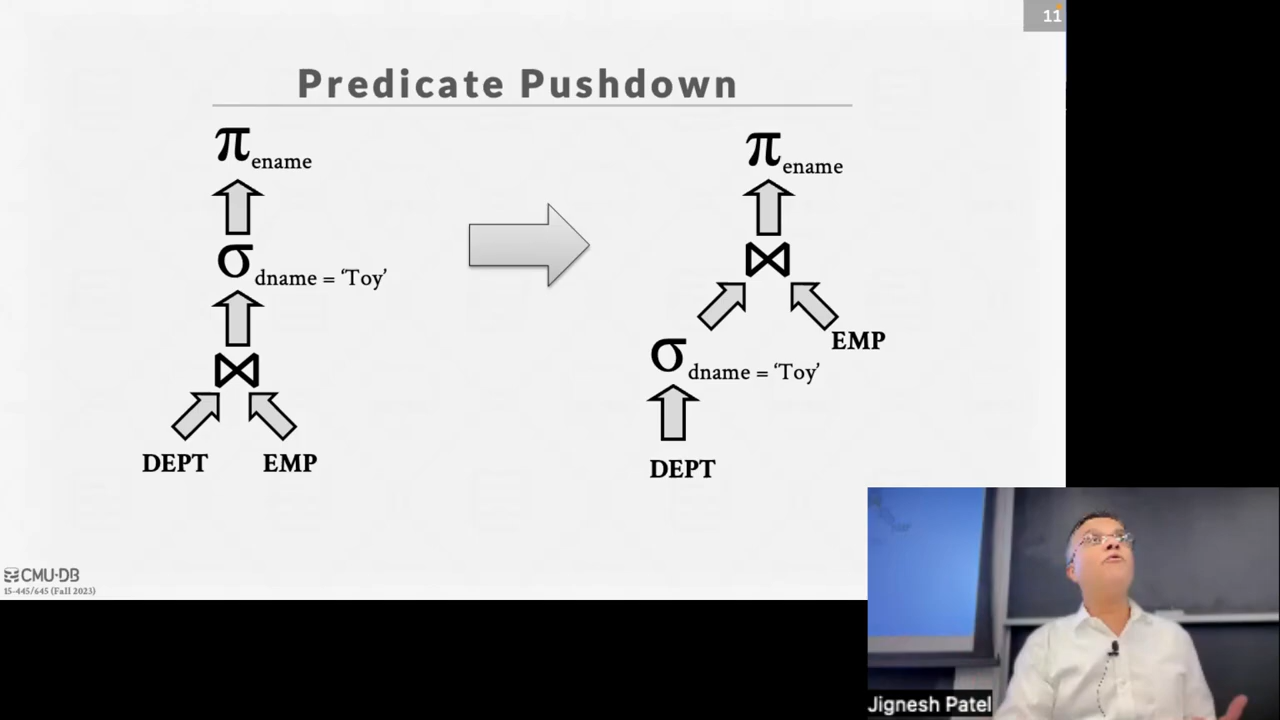 11
Predicate Pushdown
π ename
σ dname = ‘Toy’
⋈
DEPT EMP
π ename
⋈
EMP
σ dname = ‘Toy’
DEPT
CMU·DB
15-445/645 (Fall 2023)
Jignesh Patel